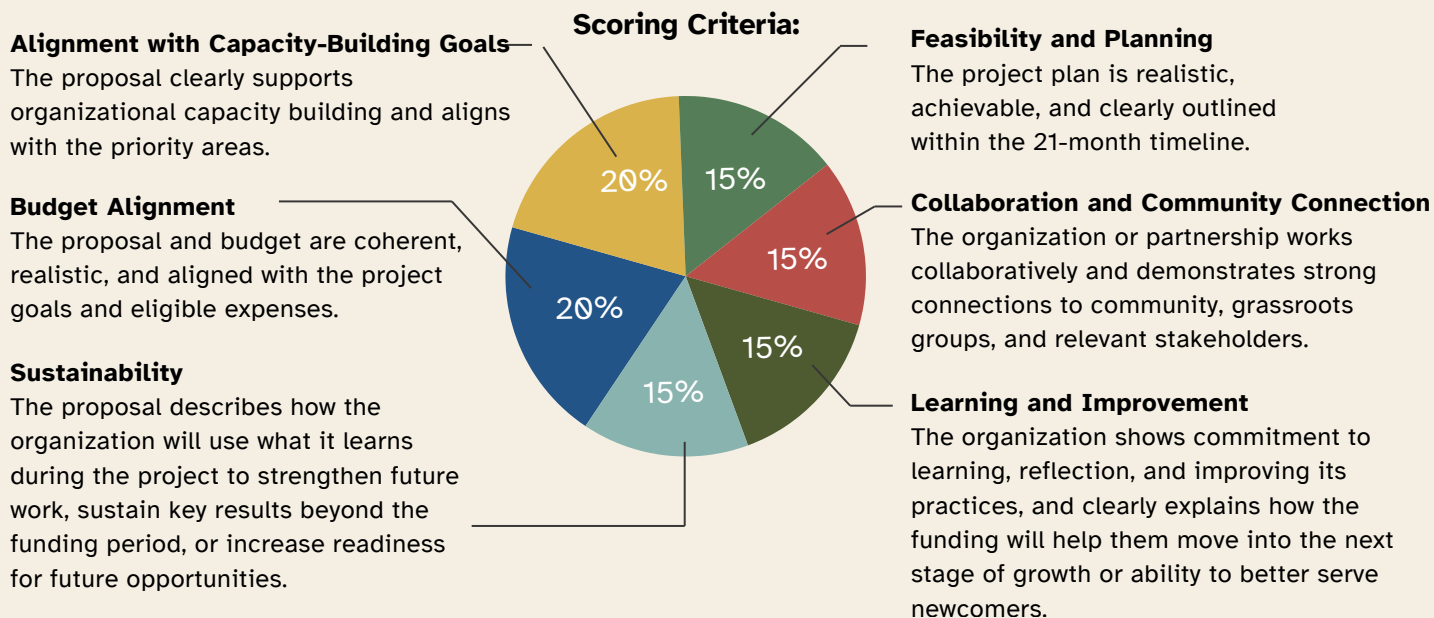 Scoring Criteria:
Alignment with Capacity-Building Goals
The proposal clearly supports
organizational capacity building and aligns
with the priority areas.
Budget Alignment
The proposal and budget are coherent,
realistic, and aligned with the project
goals and eligible expenses.
Sustainability
The proposal describes how the
organization will use what it learns
during the project to strengthen future
work, sustain key results beyond the
funding period, or increase readiness
for future opportunities.
20%
15%
15%
20%
15%
15%
Feasibility and Planning
The project plan is realistic,
achievable, and clearly outlined
within the 21-month timeline.
Collaboration and Community Connection
The organization or partnership works
collaboratively and demonstrates strong
connections to community, grassroots
groups, and relevant stakeholders.
Learning and Improvement
The organization shows commitment to
learning, reflection, and improving its
practices, and clearly explains how the
funding will help them move into the next
stage of growth or ability to better serve
newcomers.